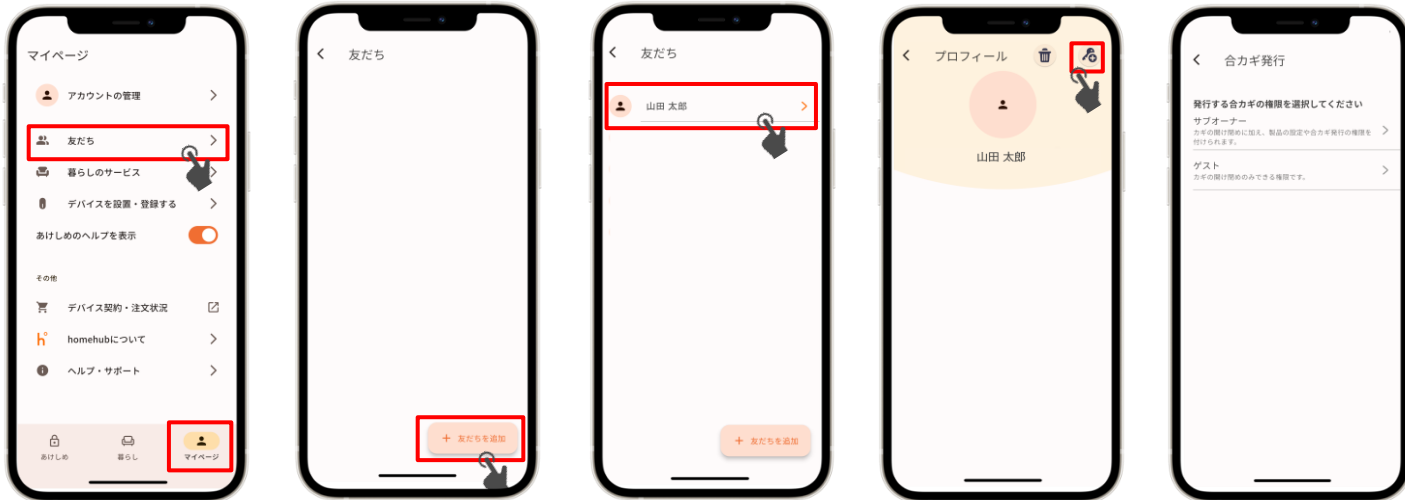 マイページ
アカウントの管理
友だち
暮らしのサービス
デバイスを設置・登録する
あけしめのヘルプを表示
その他
デバイス契約・注文状況
homehubについて
ヘルプ・サポート
あけしめ
暮らし
マイページ
友だち
+ 友だちを追加
友だち
山田 太郎
+ 友だちを追加
プロフィール
山田 太郎
合カギ発行
発行する合カギの権限を選択してください
サブオーナー
カギの開け閉めに加え、製品の設定や合カギ発行の権限を
付けられます。
ゲスト
カギの開け閉めのみできる権限です。